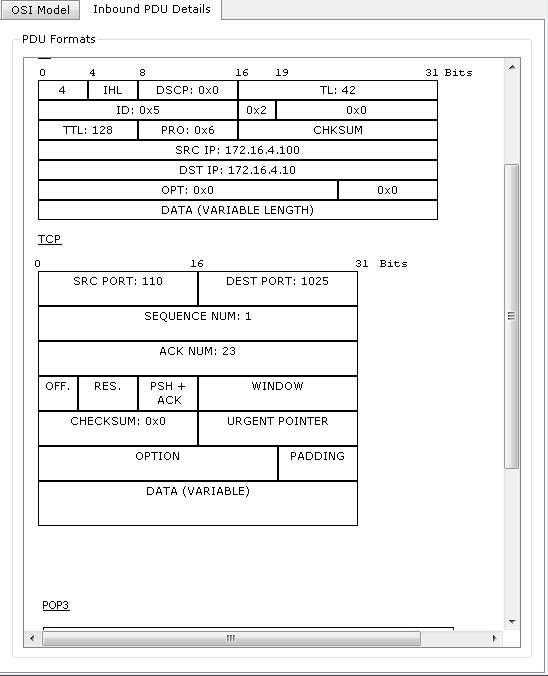 OSI Model Inbound PDU Details
PDU Formats
0 4 8 16 19 31 Bits
4 IHL DSCP: 0x0 TL: 42
ID: 0x5 0x2 0x0
TTL: 128 PRO: 0x6 CHKSUM
SRC IP: 172.16.4.100
DST IP: 172.16.4.10
OPT: 0x0 0x0
DATA (VARIABLE LENGTH)
TCP
0 16 31 Bits
SRC PORT: 110 DEST PORT: 1025
SEQUENCE NUM: 1
ACK NUM: 23
OFF. RES. PSH + WINDOW
ACK
CHECKSUM: 0x0 URGENT POINTER
OPTION PADDING
DATA (VARIABLE)
POP3